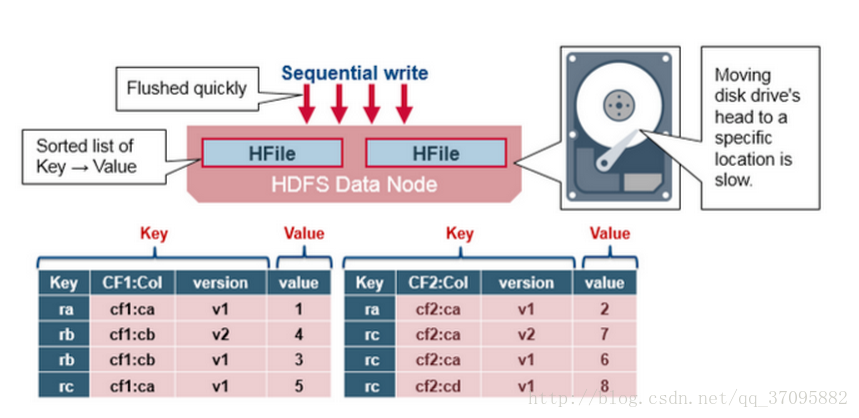 Sequential write
Flushed quickly
Moving
disk drive's
head to a
specific
location is
slow.
Sorted list of
Key → Value
HFile HFile
HDFS Data Node
Key Value Key Value
Key CF1:Col version value Key CF2:Col version value
ra cf1:ca v1 1 ra cf2:ca v1 2
rb cf1:cb v2 4 rc cf2:ca v2 7
rb cf1:cb v1 3 rc cf2:ca v1 6
rc cf1:ca v1 5 rc cf2:cd v1 8
http://blog.csdn.net/qq_37095882